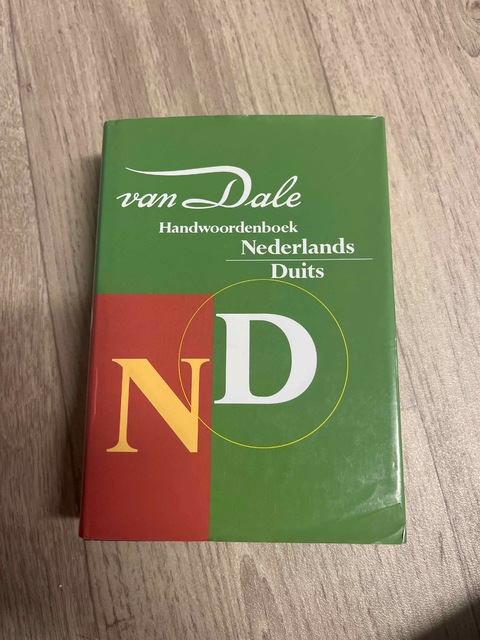 van Dale
Handwoordenboek
Nederlands
Duits
N D